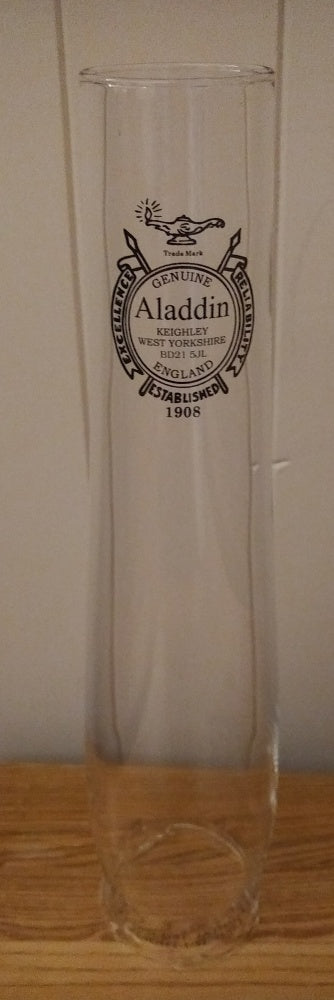 Trade Mark
EXCELLENCE
RELIABILITY
GENUINE
Aladdin
KEIGHLEY
WEST YORKSHIRE
BD21 5JL
ENGLAND
ESTABLISHED
1908